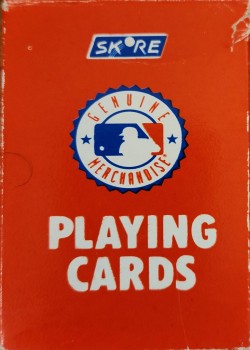 SKORE
GENUINE
MERCHANDISE
PLAYING
CARDS